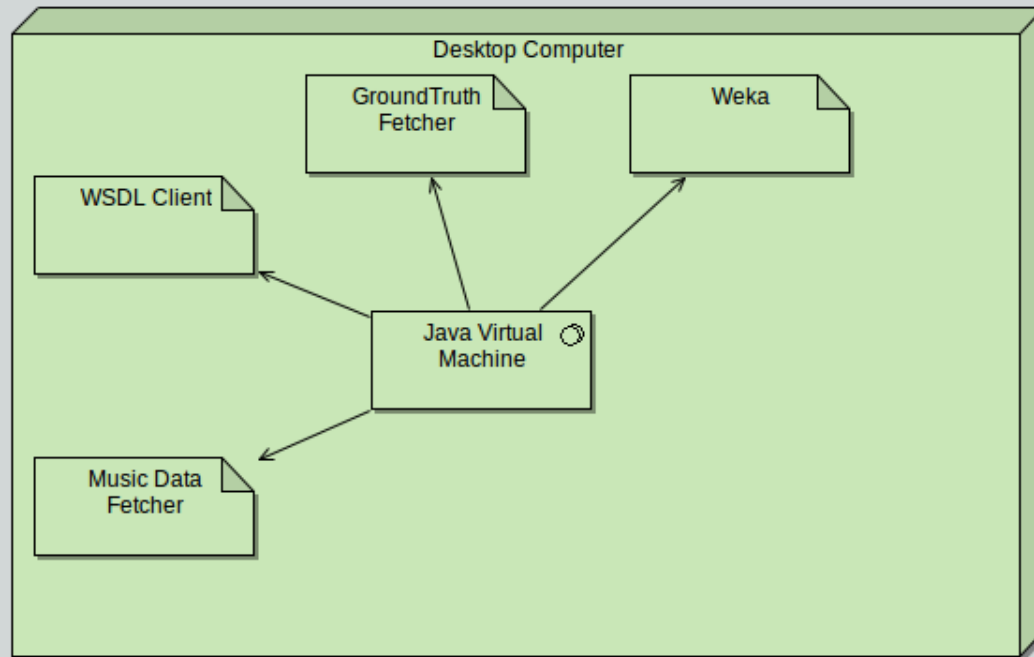 Desktop Computer
GroundTruth
Fetcher
Weka
WSDL Client
Java Virtual
Machine
Music Data
Fetcher